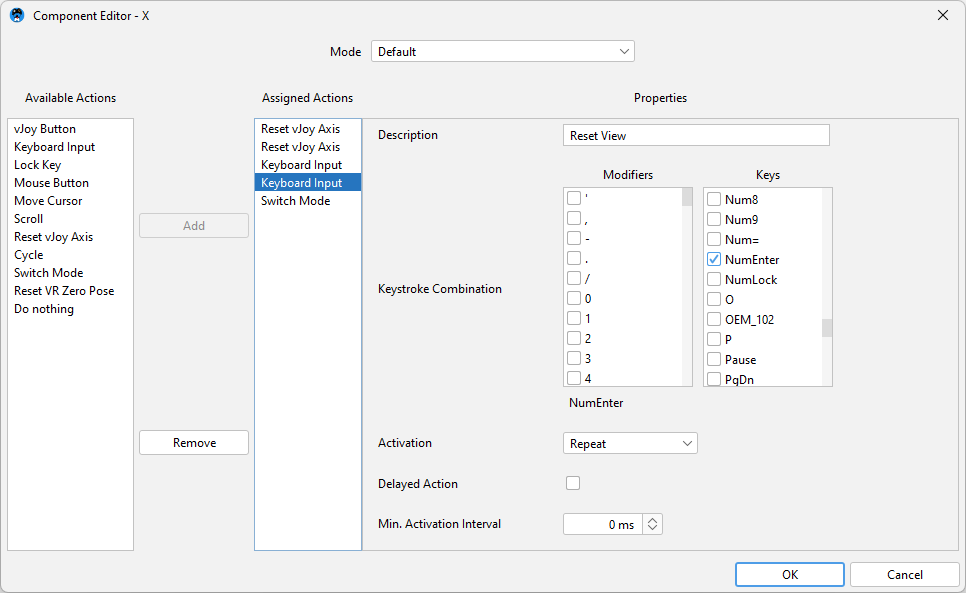 Component Editor - X
Mode
Default
Available Actions
Assigned Actions
Properties
vJoy Button
Keyboard Input
Lock Key
Mouse Button
Move Cursor
Scroll
Reset vJoy Axis
Cycle
Switch Mode
Reset VR Zero Pose
Do nothing
Add
Remove
Reset vJoy Axis
Reset vJoy Axis
Keyboard Input
Keyboard Input
Switch Mode
Description
Reset View
Keystroke Combination
Modifiers
'
,
-
.
/
0
1
2
3
4
Keys
Num8
Num9
Num=
NumEnter
NumLock
O
OEM_102
P
Pause
PgDn
NumEnter
Activation
Repeat
Delayed Action
Min. Activation Interval
0 ms
OK
Cancel